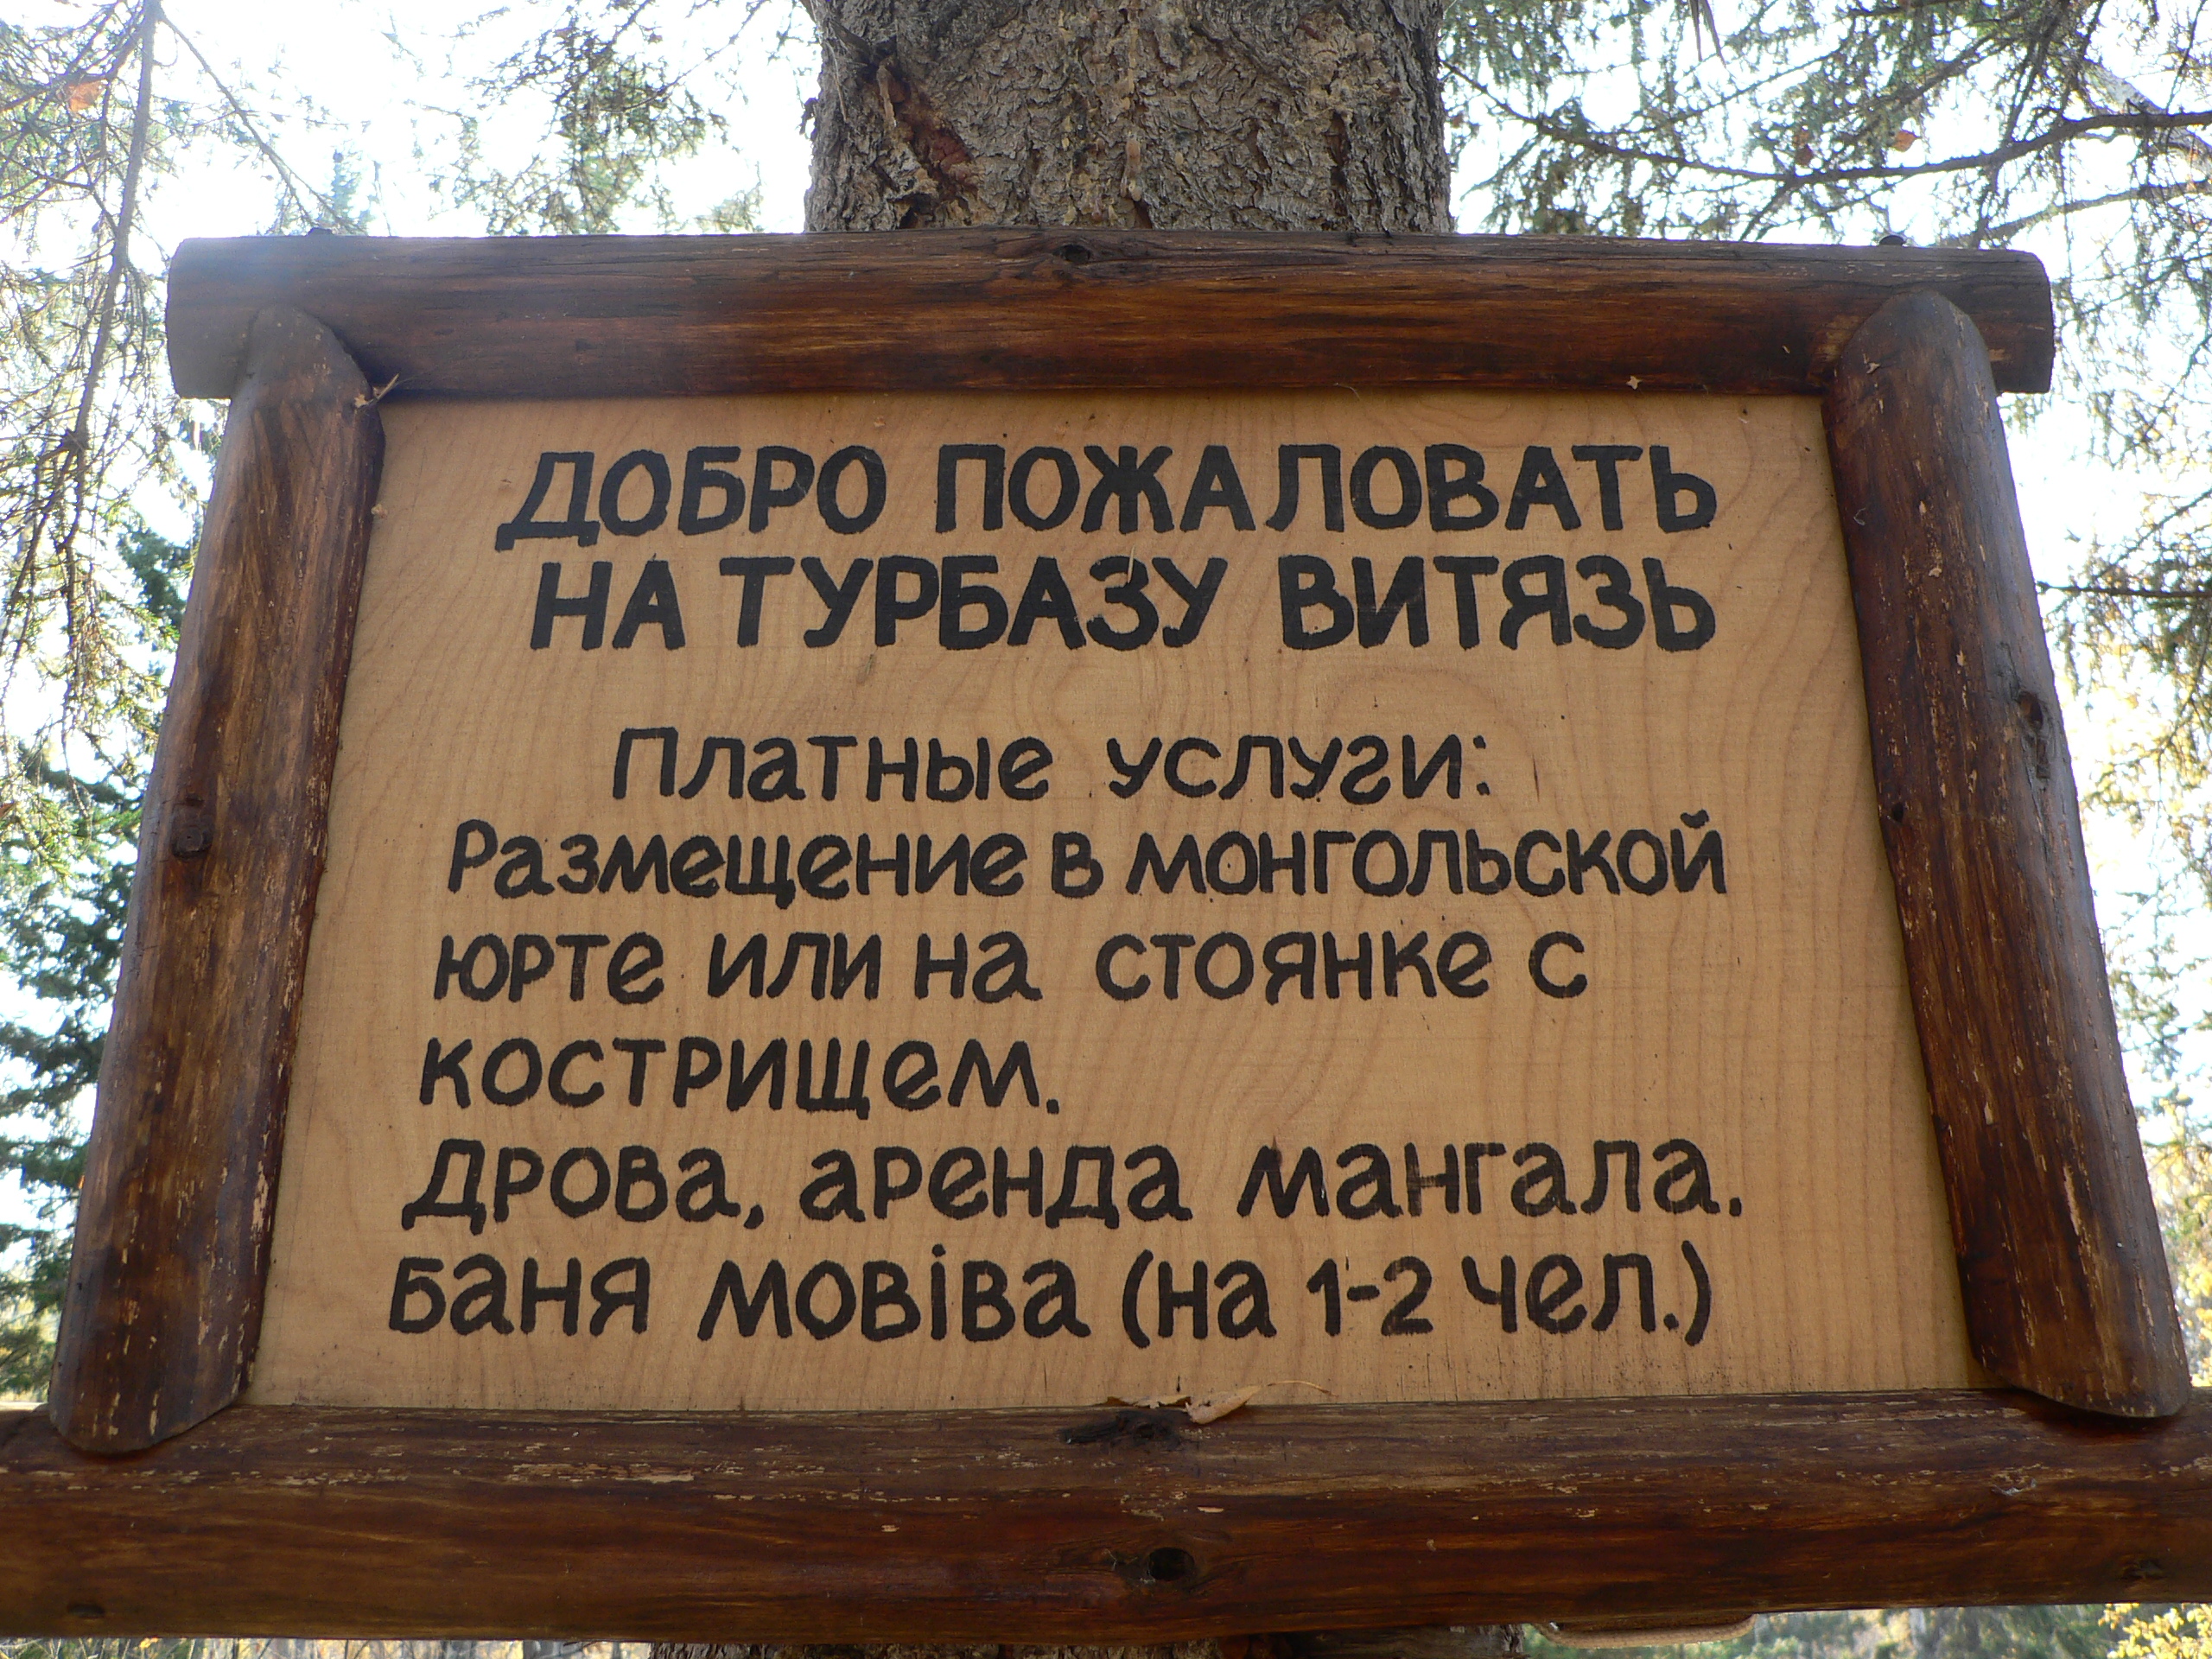 ДОБРО ПОЖАЛОВАТЬ
НА ТУРБАЗУ ВИТЯЗЬ
Платные услуги:
Размещение в монгольской
юрте или на стоянке с
кострищем.
Дрова, аренда мангала.
Баня мовiва (на 1-2 чел.)